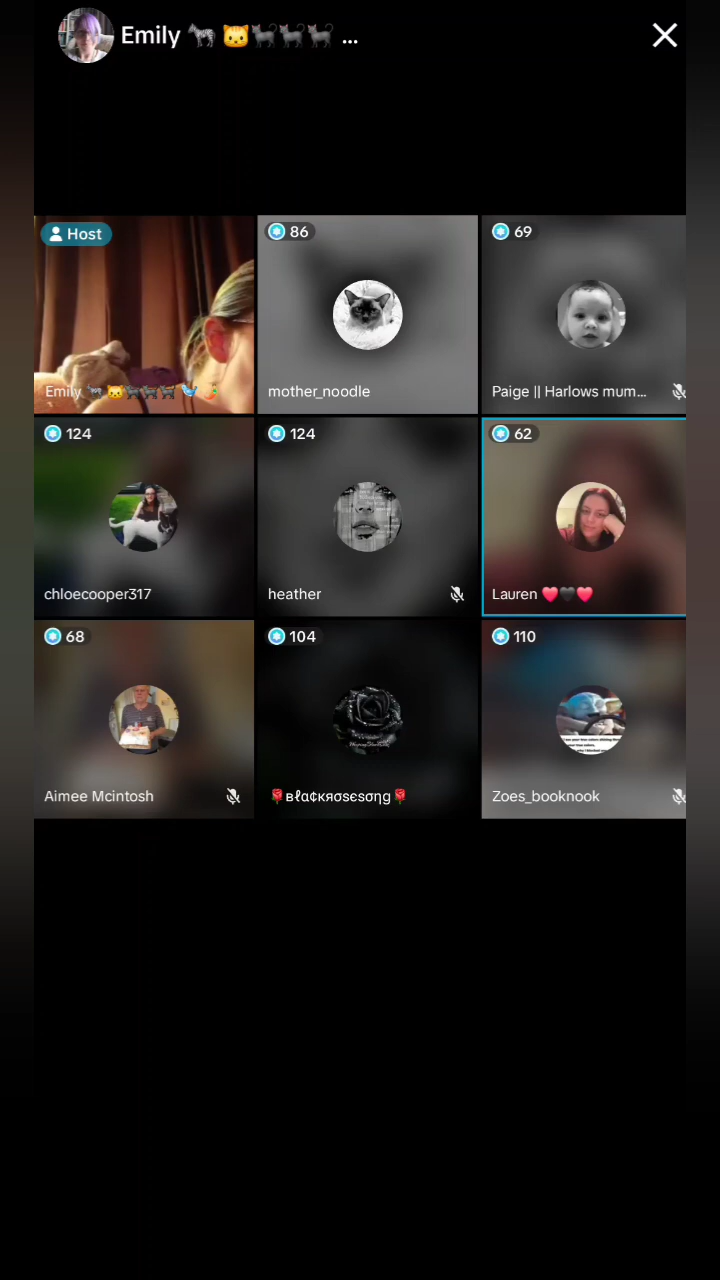 Emily 🦓 🐱🐈‍⬛🐈‍⬛🐈‍⬛ ...
Host
86
69
Emily
mother_noodle
Paige || Harlows mum...
124
124
62
chloecooper317
heather
Lauren ❤️🖤❤️
68
104
110
Aimee Mcintosh
🌹вℓα¢кяσѕєѕσηg🌹
Zoes_booknook